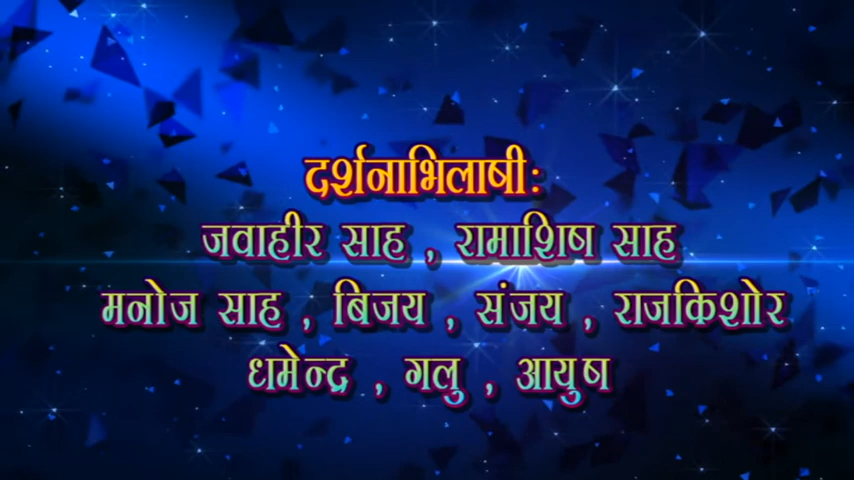 दर्शनाभिलाषी:
जवाहीर साह , रामाशिष साह
मनोज साह , बिजय , संजय , राजकिशोर
धमेन्द्र , गलु , आयुष